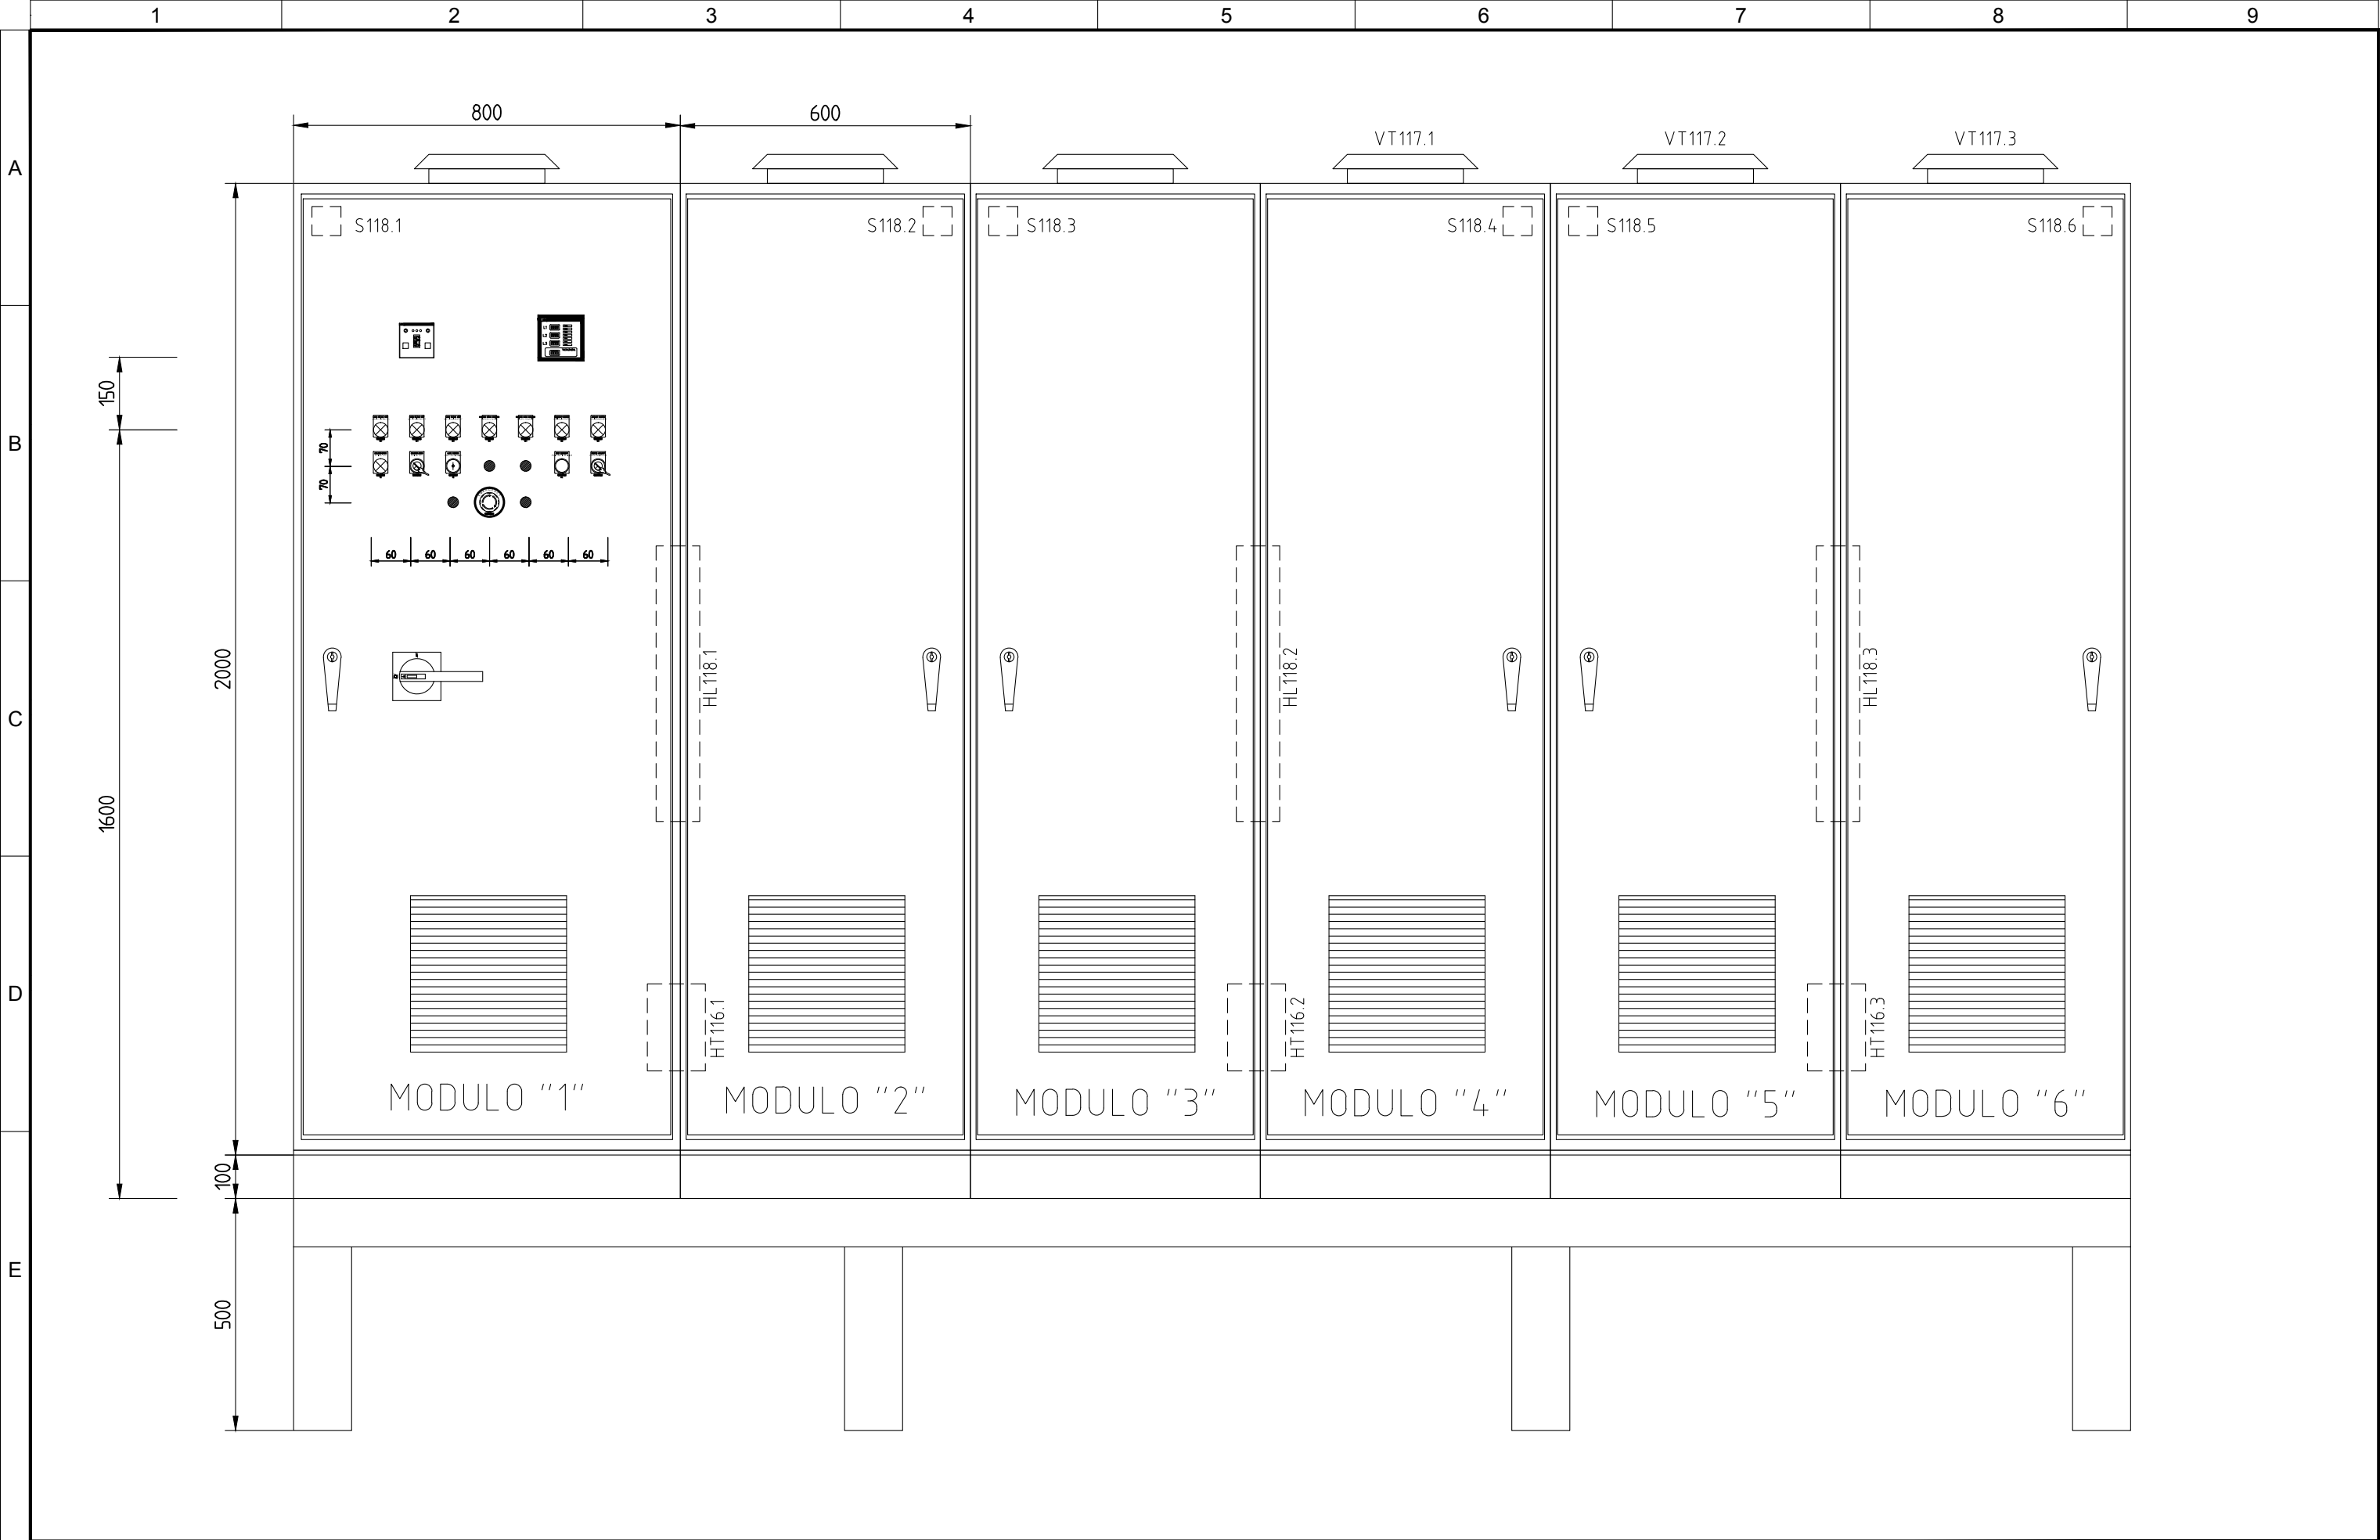 1 2 3 4 5 6 7 8 9
800 600
VT117.1 VT117.2 VT117.3
A
S118.1 S118.2 S118.3 S118.4 S118.5 S118.6
150
B
70
70
60 60 60 60 60 60
2000
HL118.1 HL118.2 HL118.3
C
1600
D
HT116.1 HT116.2 HT116.3
MODULO "1" MODULO "2" MODULO "3" MODULO "4" MODULO "5" MODULO "6"
100
E
500